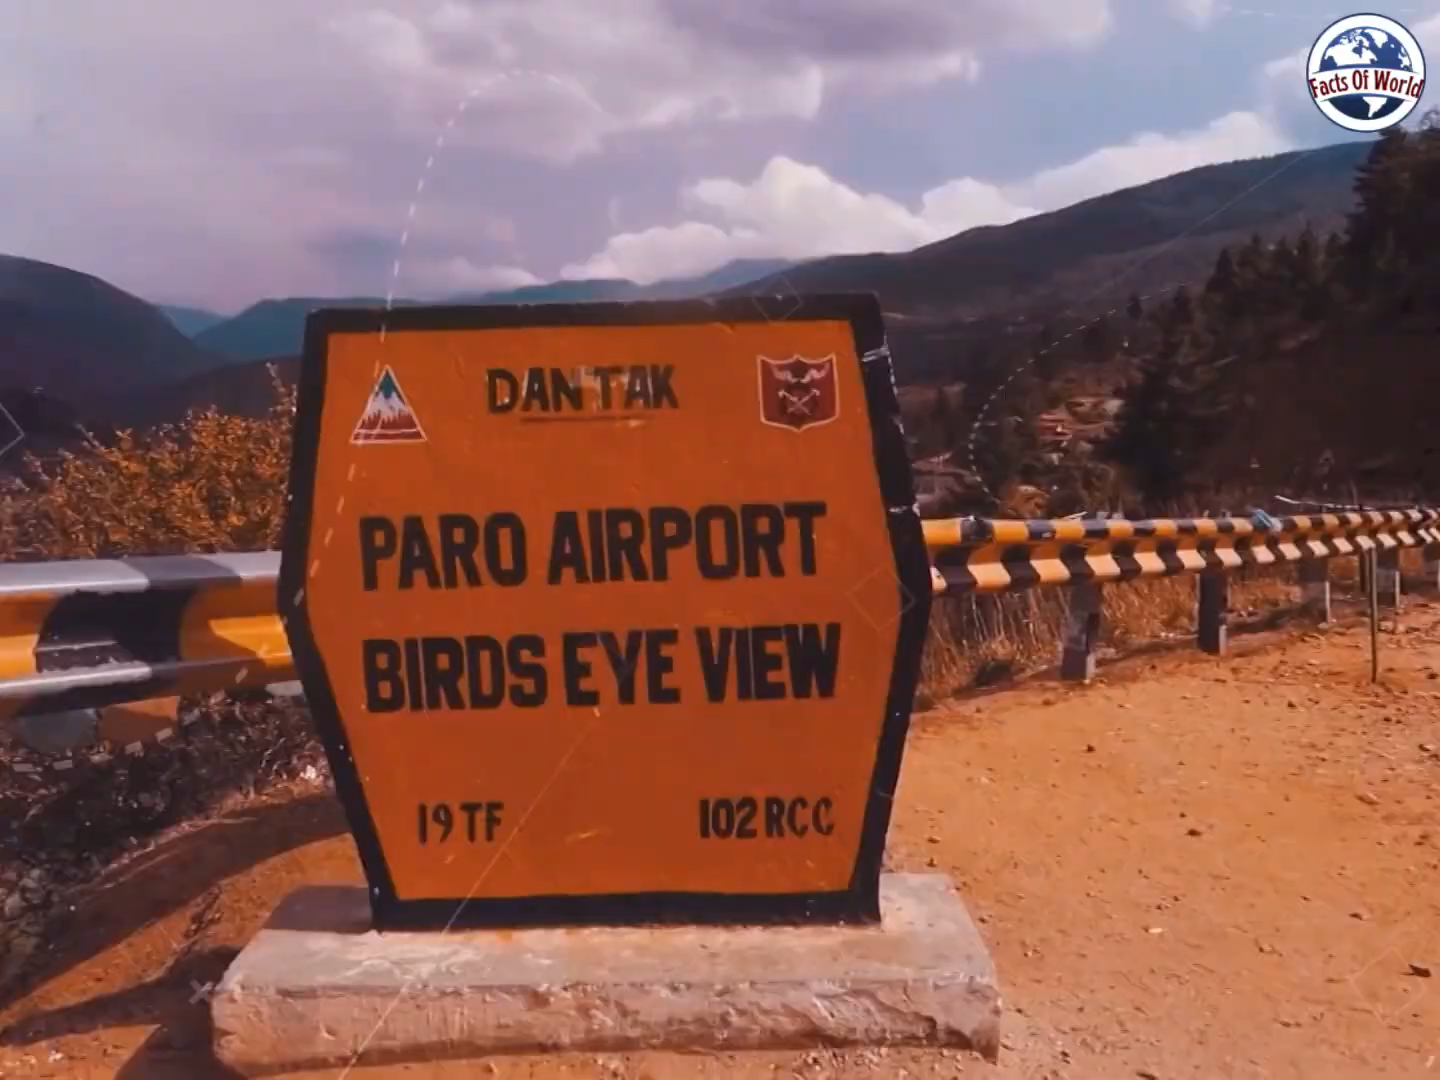 Facts Of World
DANTAK
PARO AIRPORT
BIRDS EYE VIEW
19 TF 102 RCC